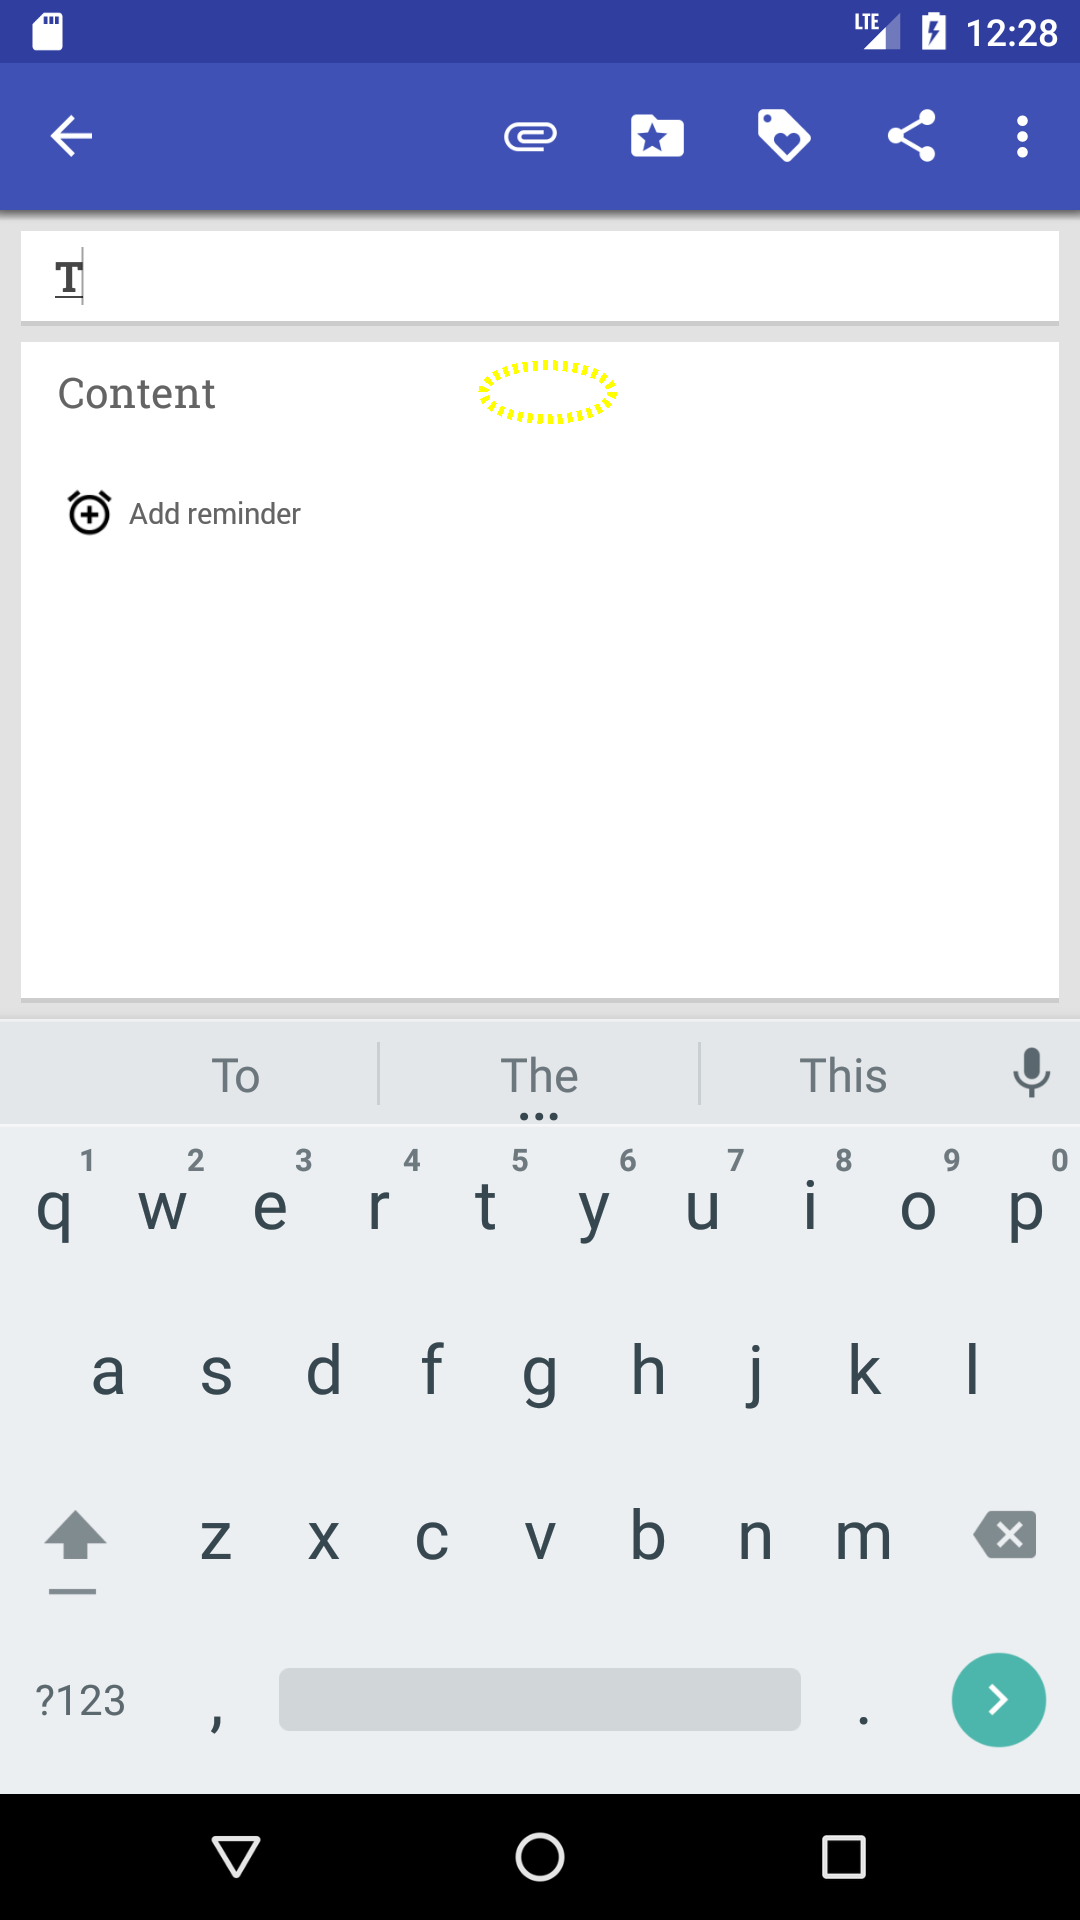 LTE 12:28
T
Content
Add reminder
To The This
1 2 3 4 5 6 7 8 9 0
q w e r t y u i o p
a s d f g h j k l
z x c v b n m
?123 , .